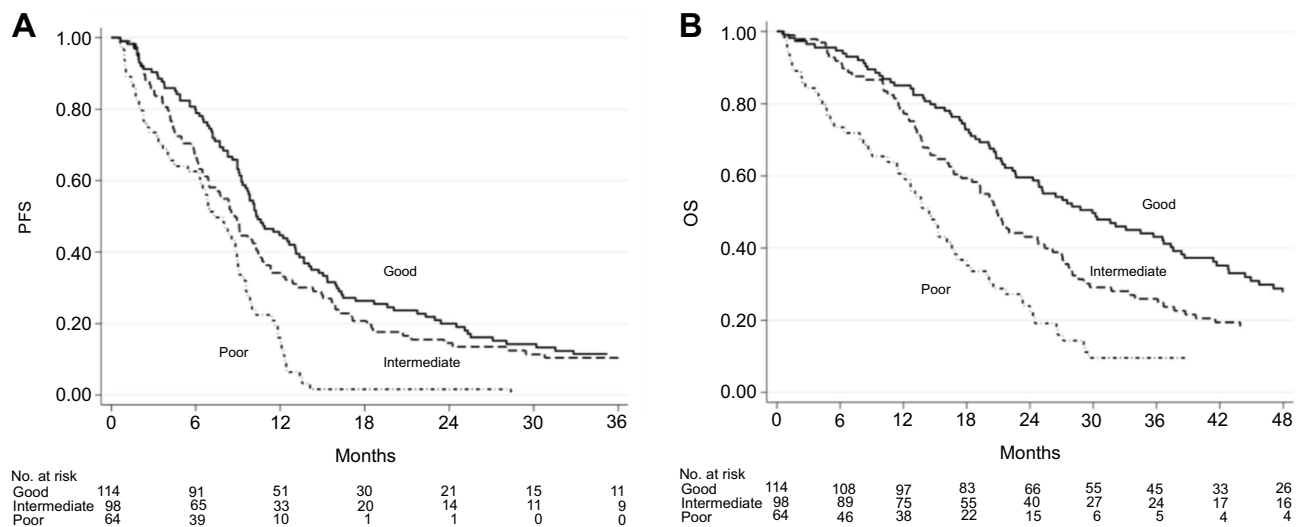 A
1.00
0.80
0.60
0.40
0.20
0.00
PFS
Good
Poor
Intermediate
0 6 12 18 24 30 36
Months
No. at risk
Good 114 91 51 30 21 15 11
Intermediate 98 65 33 20 14 11 9
Poor 64 39 10 1 1 0 0
B
1.00
0.80
0.60
0.40
0.20
0.00
OS
Good
Intermediate
Poor
0 6 12 18 24 30 36 42 48
Months
No. at risk
Good 114 108 97 83 66 55 45 33 26
Intermediate 98 89 75 55 40 27 24 17 16
Poor 64 46 38 22 15 6 5 4 4